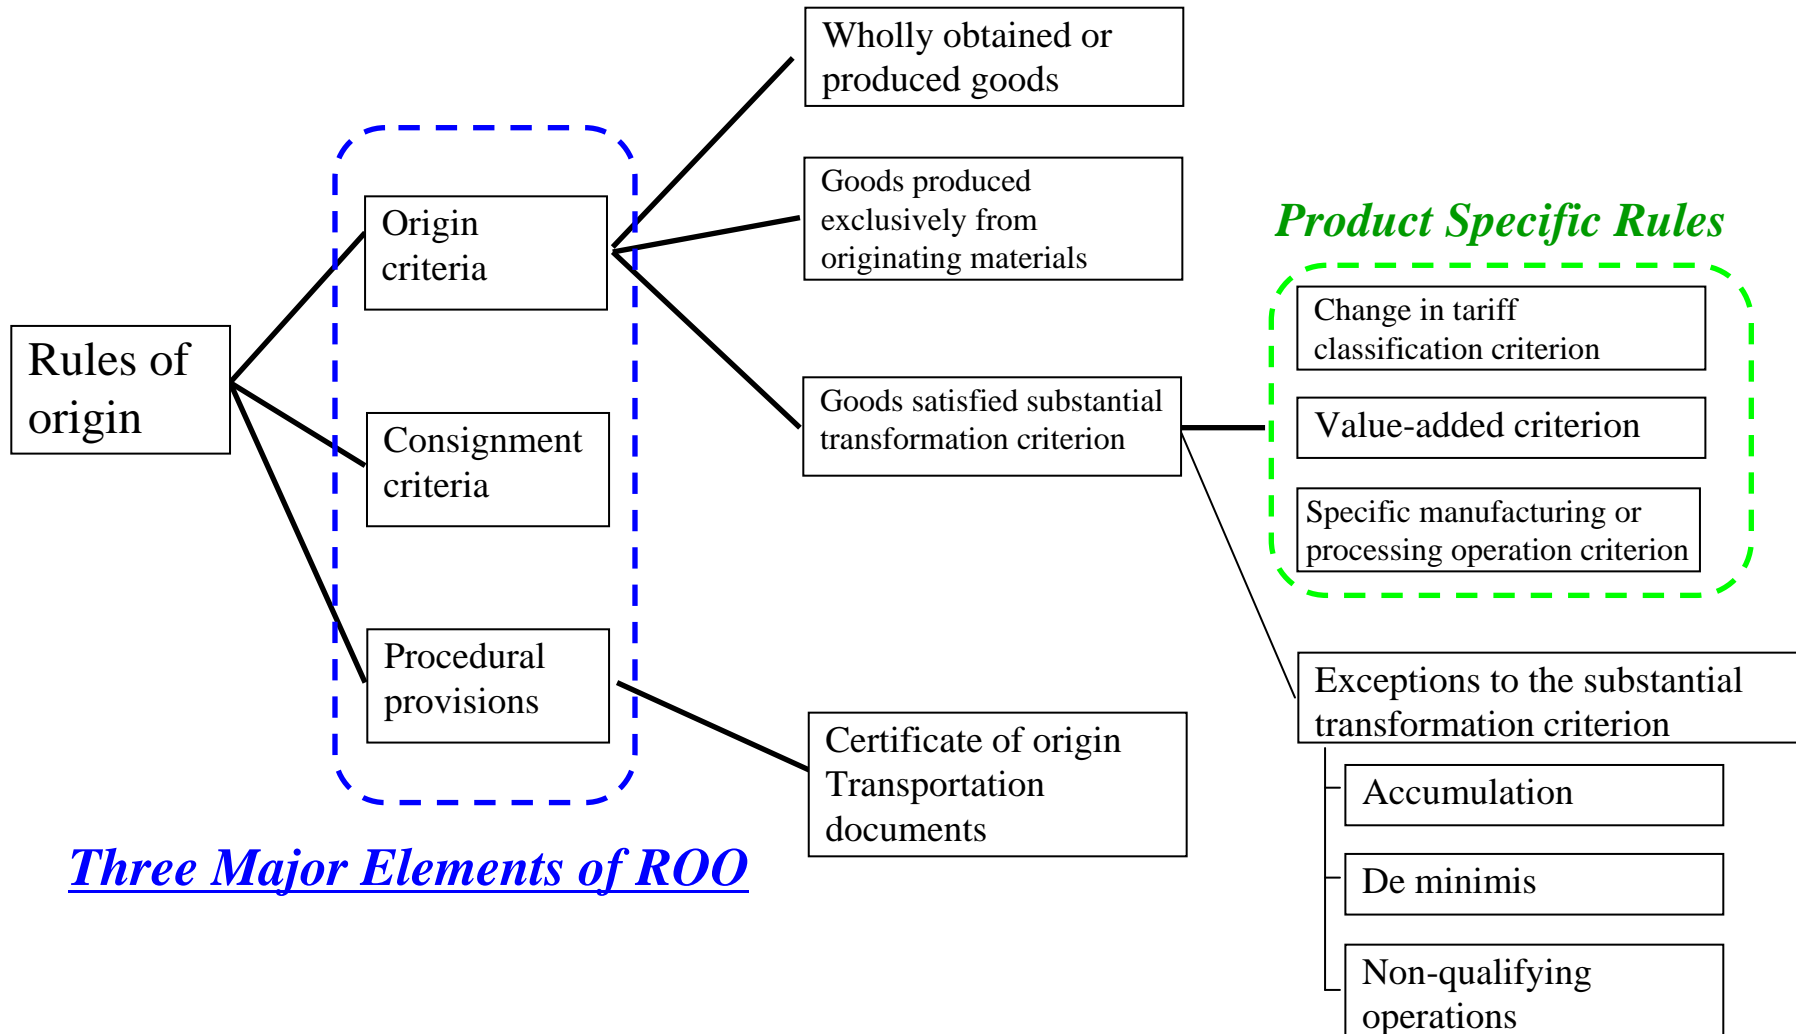 Rules of
origin
Origin
criteria
Consignment
criteria
Procedural
provisions
Three Major Elements of ROO
Wholly obtained or
produced goods
Goods produced
exclusively from
originating materials
Goods satisfied substantial
transformation criterion
Certificate of origin
Transportation
documents
Product Specific Rules
Change in tariff
classification criterion
Value-added criterion
Specific manufacturing or
processing operation criterion
Exceptions to the substantial
transformation criterion
Accumulation
De minimis
Non-qualifying
operations